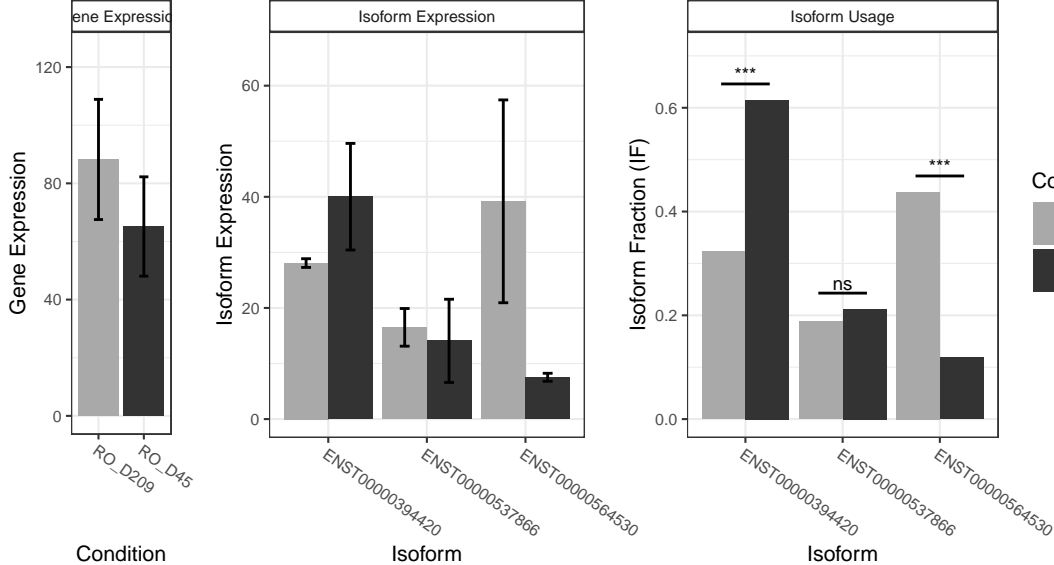 ene Expressio
Gene Expression
120
80
40
0
RO_D209
RO_D45
Condition
Isoform Expression
Isoform Expression
60
40
20
0
ENST00000394420
ENST00000537866
ENST00000564530
Isoform
Isoform Usage
Isoform Fraction (IF)
0.6
0.4
0.2
0.0
***
ns
***
ENST00000394420
ENST00000537866
ENST00000564530
Isoform
Co